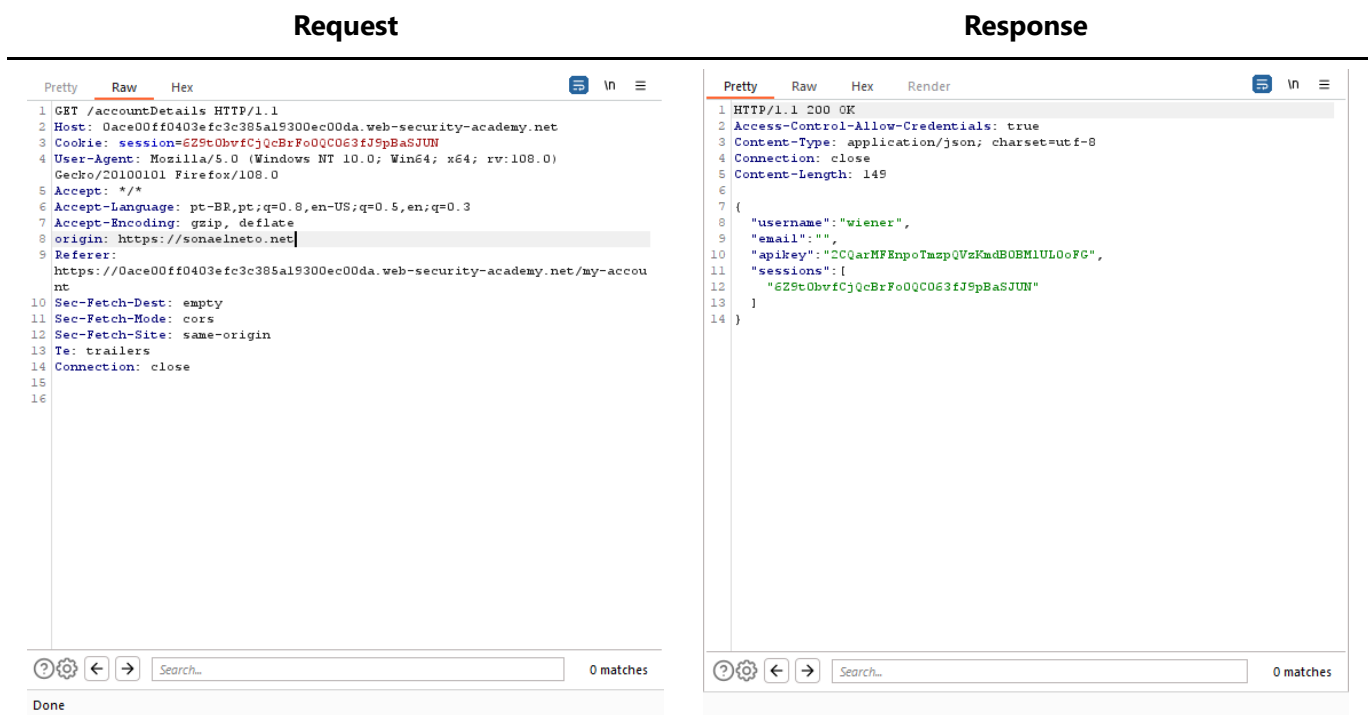 Request
Response
Pretty Raw Hex
\n
1 GET /accountDetails HTTP/1.1
2 Host: 0ace00ff0403efc3c385a19300ec00da.web-security-academy.net
3 Cookie: session=6Z9tObvfCjQcBrFoOQCO63fJ9pBaSJUN
4 User-Agent: Mozilla/5.0 (Windows NT 10.0; Win64; x64; rv:108.0)
Gecko/20100101 Firefox/108.0
5 Accept: */*
6 Accept-Language: pt-BR,pt;q=0.8,en-US;q=0.5,en;q=0.3
7 Accept-Encoding: gzip, deflate
8 origin: https://sonaelneto.net
9 Referer:
https://0ace00ff0403efc3c385a19300ec00da.web-security-academy.net/my-accou
nt
10 Sec-Fetch-Dest: empty
11 Sec-Fetch-Mode: cors
12 Sec-Fetch-Site: same-origin
13 Te: trailers
14 Connection: close
15
16
Search...
0 matches
Done
Pretty Raw Hex Render
\n
1 HTTP/1.1 200 OK
2 Access-Control-Allow-Credentials: true
3 Content-Type: application/json; charset=utf-8
4 Connection: close
5 Content-Length: 149
6
7 {
8 "username":"wiener",
9 "email":"",
10 "apikey":"2CQarMFEnpoTmzpQVzKmdB0BM1UL0oFG",
11 "sessions":[
12 "6Z9tObvfCjQcBrFoOQCO63fJ9pBaSJUN"
13 ]
14 }
Search...
0 matches